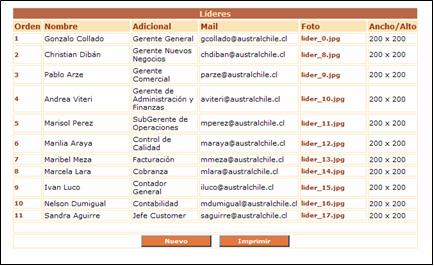 Líderes
Orden Nombre Adicional Mail Foto Ancho/Alto
1 Gonzalo Collado Gerente General gcollado@australchile.cl lider_0.jpg 200 x 200
2 Christian Dibán Gerente Nuevos Negocios chdiban@australchile.cl lider_8.jpg 200 x 200
3 Pablo Arze Gerente Comercial parze@australchile.cl lider_9.jpg 200 x 200
4 Andrea Viteri Gerente de Administración y Finanzas aviteri@australchile.cl lider_10.jpg 200 x 200
5 Marisol Perez SubGerente de Operaciones mperez@australchile.cl lider_11.jpg 200 x 200
6 Marilia Araya Control de Calidad maraya@australchile.cl lider_12.jpg 200 x 200
7 Maribel Meza Facturación mmeza@australchile.cl lider_13.jpg 200 x 200
8 Marcela Lara Cobranza mlara@australchile.cl lider_14.jpg 200 x 200
9 Ivan Luco Contador General iluco@australchile.cl lider_15.jpg 200 x 200
10 Nelson Dumigual Contabilidad mdumigual@australchile.cl lider_16.jpg 200 x 200
11 Sandra Aguirre Jefe Customer saguirre@australchile.cl lider_17.jpg 200 x 200
Nuevo Imprimir